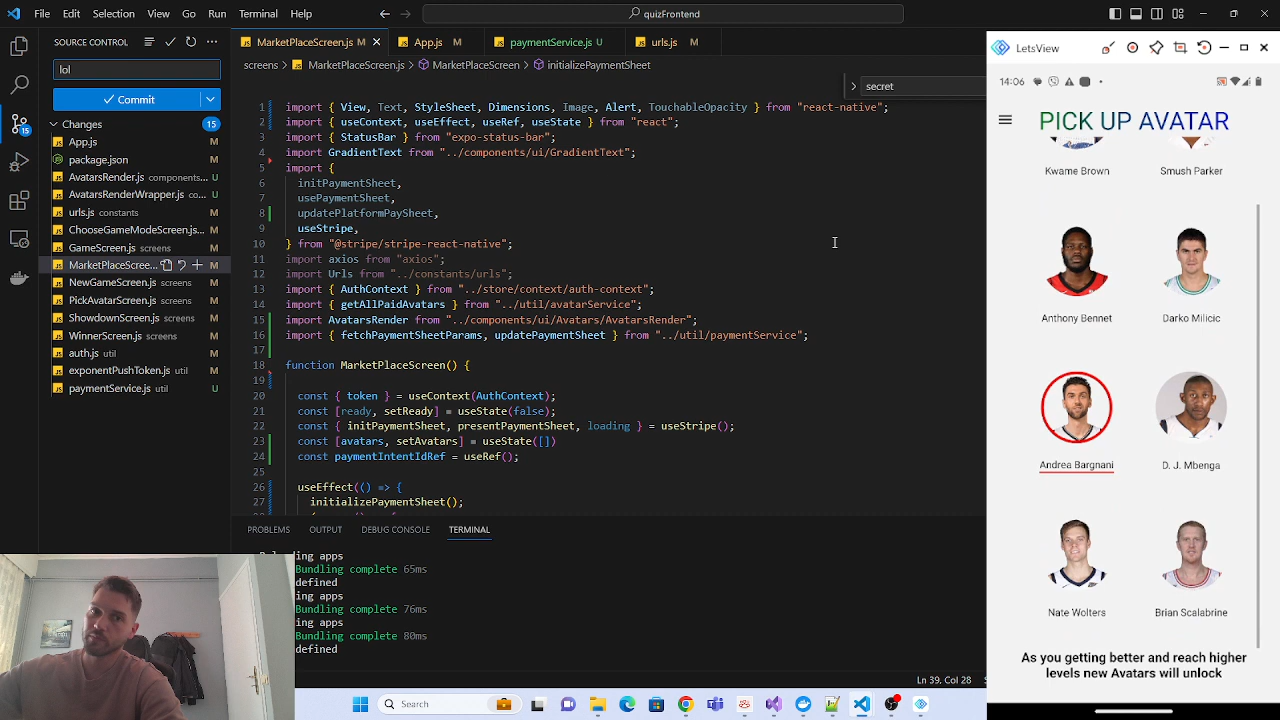 quizFrontend
SOURCE CONTROL
lol
Commit
Changes
15
15
App.js M
package.json M
AvatarsRender.js components... U
AvatarsRenderWrapper.js co... U
urls.js constants M
ChooseGameModeScreen.js... M
GameScreen.js screens M
MarketPlaceScree... M
NewGameScreen.js screens M
PickAvatarScreen.js screens M
ShowdownScreen.js screens M
WinnerScreen.js screens M
auth.js util M
exponentPushToken.js util M
paymentService.js util U
MarketPlaceScreen.js M
App.js M
paymentService.js U
urls.js M
screens > MarketPlaceScreen.js > MarketPlaceScreen > initializePaymentSheet
secret
1 import { View, Text, StyleSheet, Dimensions, Image, Alert, TouchableOpacity } from "react-native";
2 import { useContext, useEffect, useRef, useState } from "react";
3 import { StatusBar } from "expo-status-bar";
4 import GradientText from "../components/ui/GradientText";
5 import {
6 initPaymentSheet,
7 usePaymentSheet,
8 updatePlatformPaySheet,
9 useStripe,
10 } from "@stripe/stripe-react-native";
11 import axios from "axios";
12 import Urls from "../constants/urls";
13 import { AuthContext } from "../store/context/auth-context";
14 import { getAllPaidAvatars } from "../util/avatarService";
15 import AvatarsRender from "../components/ui/Avatars/AvatarsRender";
16 import { fetchPaymentSheetParams, updatePaymentSheet } from "../util/paymentService";
17
18 function MarketPlaceScreen() {
19
20 const { token } = useContext(AuthContext);
21 const [ready, setReady] = useState(false);
22 const { initPaymentSheet, presentPaymentSheet, loading } = useStripe();
23 const [avatars, setAvatars] = useState([])
24 const paymentIntentIdRef = useRef();
25
26 useEffect(() => {
27 initializePaymentSheet();
PROBLEMS OUTPUT DEBUG CONSOLE TERMINAL
ing apps
Bundling complete 65ms
defined
ing apps
Bundling complete 76ms
ing apps
Bundling complete 80ms
defined
Ln 39, Col 28
Search
LetsView
14:06
PICK UP AVATAR
Kwame Brown
Smush Parker
Anthony Bennet
Darko Milicic
Andrea Bargnani
D. J. Mbenga
Nate Wolters
Brian Scalabrine
As you getting better and reach higher
levels new Avatars will unlock